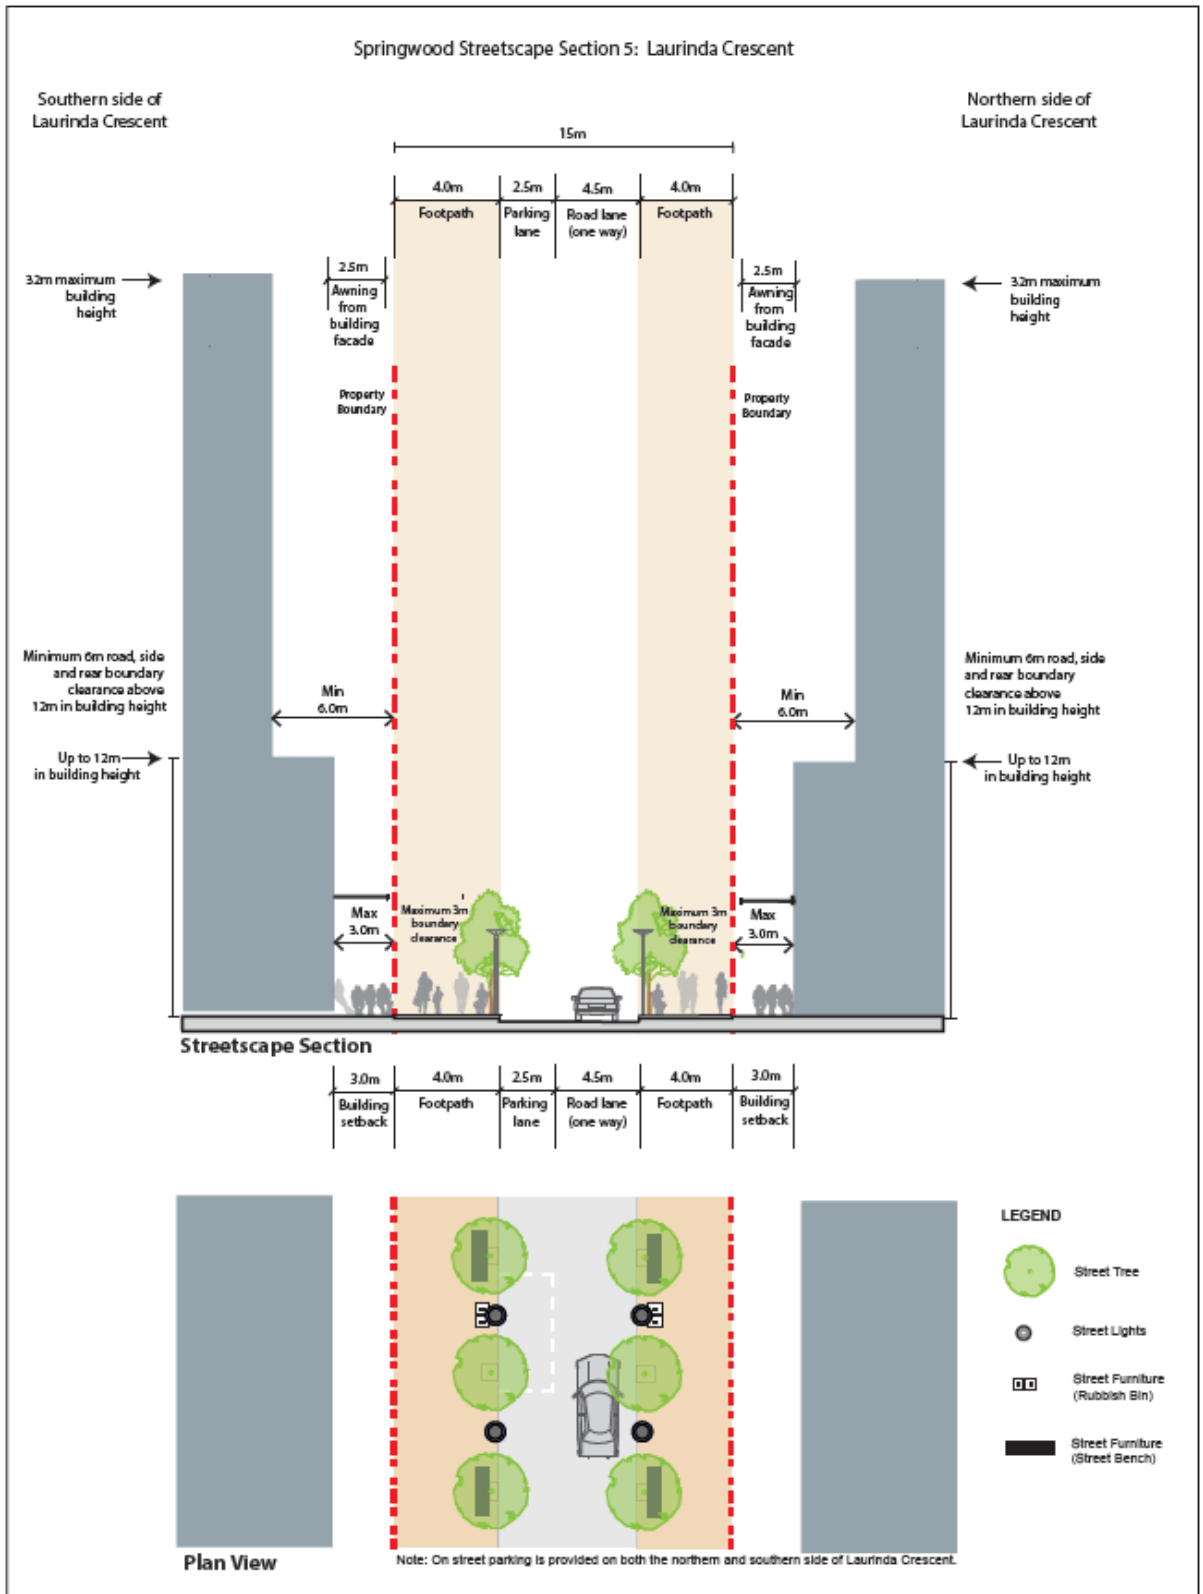 Springwood Streetscape Section 5: Laurinda Crescent
Southern side of
Laurinda Crescent
Northern side of
Laurinda Crescent
15m
4.0m
2.5m
4.5m
4.0m
Footpath
Parking
lane
Road lane
(one way)
Footpath
32m maximum
building
height
2.5m
Awning
from
building
facade
2.5m
Awning
from
building
facade
32m maximum
building
height
Property
Boundary
Property
Boundary
Minimum 6m road, side
and rear boundary
clearance above
12m in building height
Min
6.0m
Min
6.0m
Minimum 6m road, side
and rear boundary
clearance above
12m in building height
Up to 12m
in building height
Up to 12m
in building height
Max
3.0m
Maximum 3m
boundary
clearance
Maximum 3m
boundary
clearance
Max
3.0m
Streetscape Section
3.0m
4.0m
2.5m
4.5m
4.0m
3.0m
Building
setback
Footpath
Parking
lane
Road lane
(one way)
Footpath
Building
setback
LEGEND
Street Tree
Street Lights
Street Furniture
(Rubbish Bin)
Street Furniture
(Street Bench)
Plan View
Note: On street parking is provided on both the northern and southern side of Laurinda Crescent.